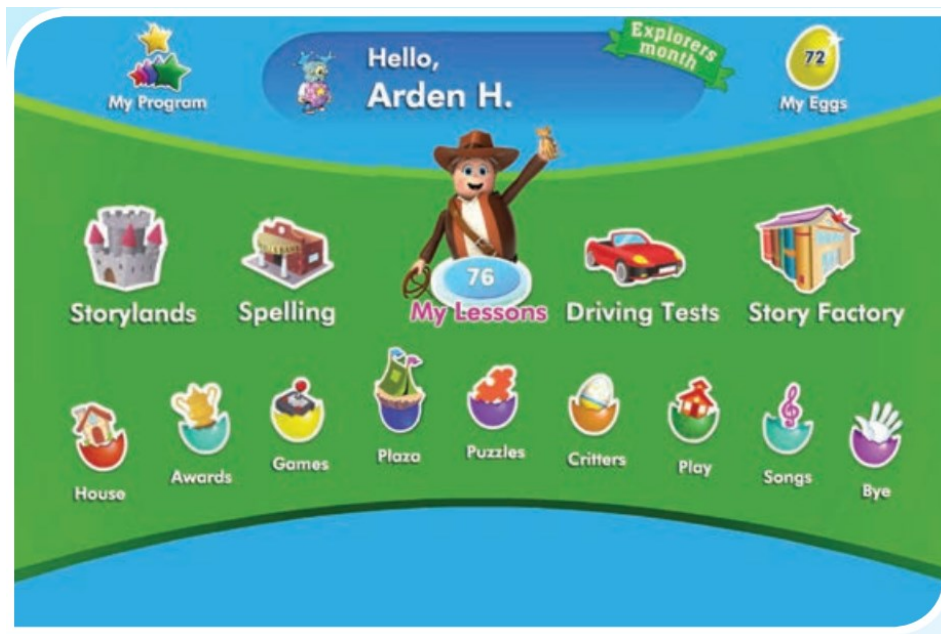 Explorers
month
Hello,
Arden H.
My Program
72
My Eggs
76
Storylands
Spelling
My Lessons
Driving Tests
Story Factory
House
Awards
Games
Plaza
Puzzles
Critters
Play
Songs
Bye